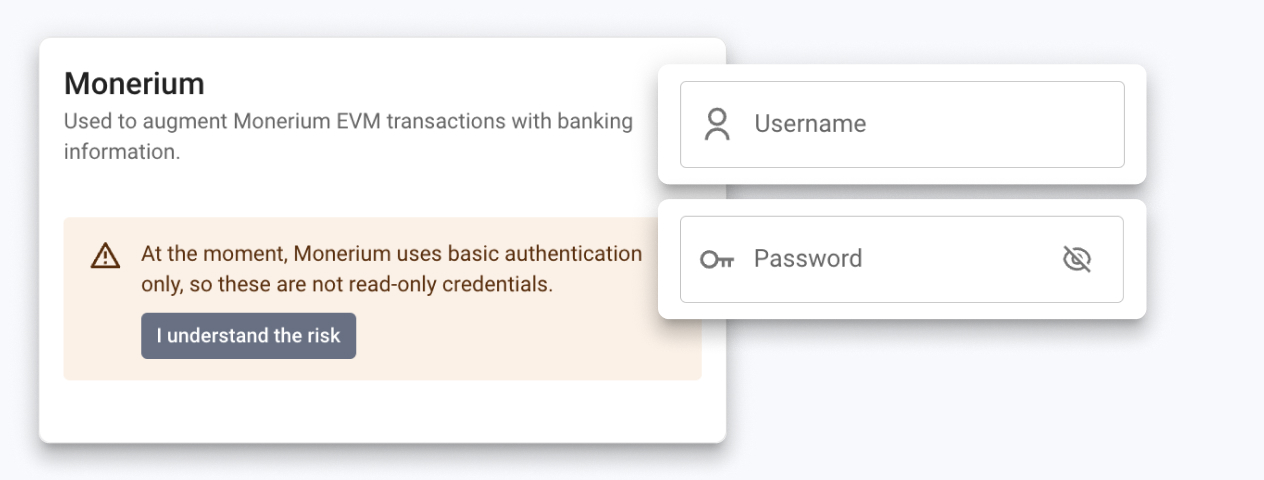 Monerium
Used to augment Monerium EVM transactions with banking
information.
At the moment, Monerium uses basic authentication
only, so these are not read-only credentials.
I understand the risk
Username
Password